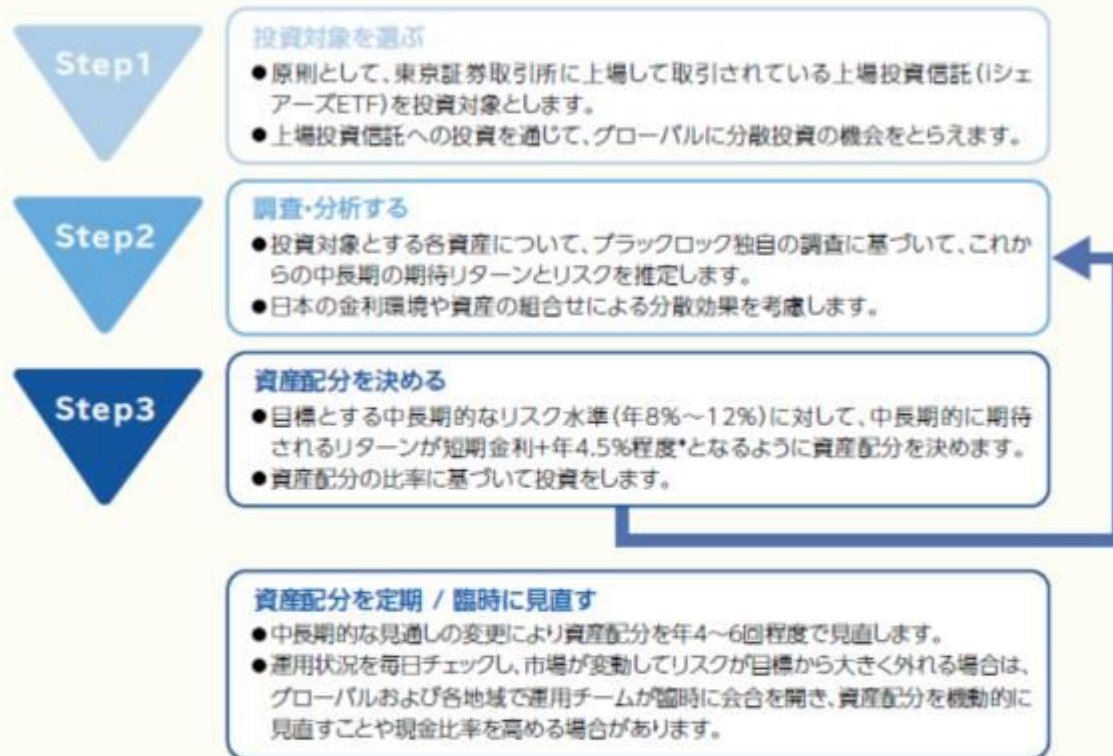 Step1
投資対象を選ぶ
●原則として、東京証券取引所に上場して取引されている上場投資信託(iシェ
アーズETF)を投資対象とします。
●上場投資信託への投資を通じて、グローバルに分散投資の機会をとらえます。
Step2
調査・分析する
●投資対象とする各資産について、ブラックロック独自の調査に基づいて、これか
らの中長期の期待リターンとリスクを推定します。
●日本の金利環境や資産の組合せによる分散効果を考慮します。
Step3
資産配分を決める
●目標とする中長期的なリスク水準(年8%～12%)に対して、中長期的に期待
されるリターンが短期金利+年4.5%程度*となるように資産配分を決めます。
●資産配分の比率に基づいて投資をします。
資産配分を定期 / 臨時に見直す
●中長期的な見通しの変更により資産配分を年4～6回程度で見直します。
●運用状況を毎日チェックし、市場が変動してリスクが目標から大きく外れる場合は、
グローバルおよび各地域で運用チームが臨時に会合を開き、資産配分を機動的に
見直すことや現金比率を高める場合があります。